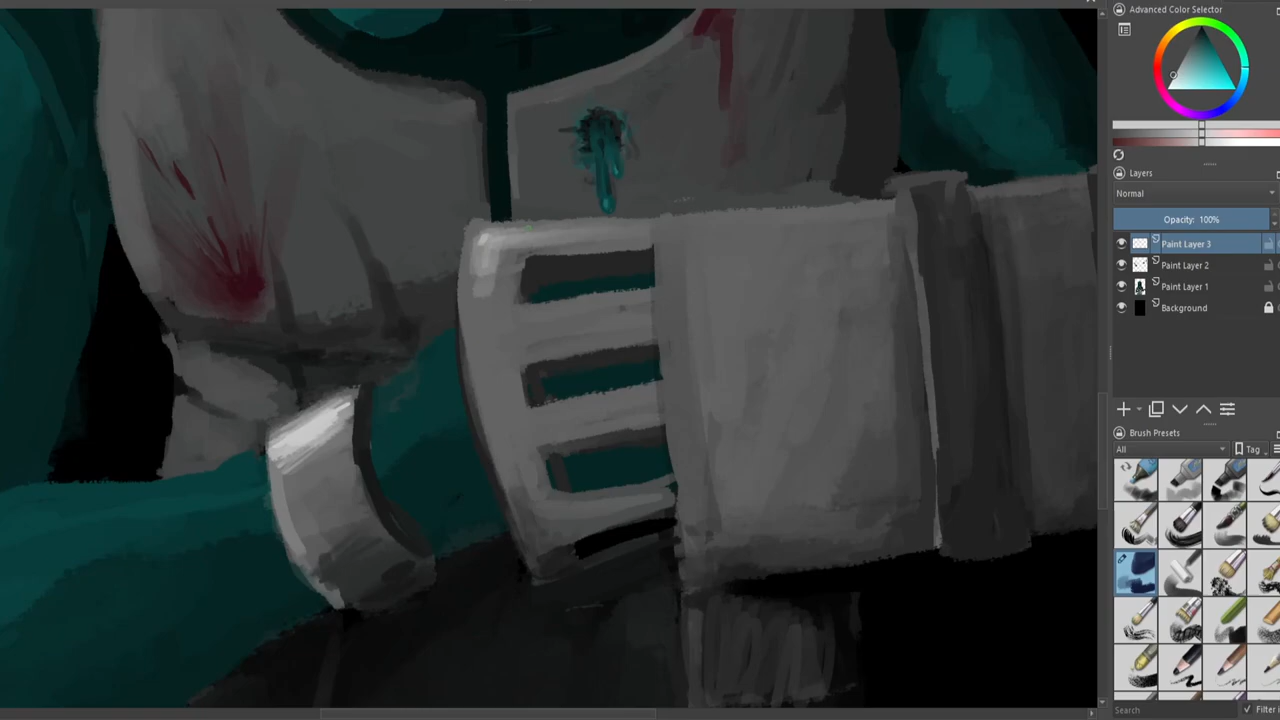 Advanced Color Selector
Layers
Normal
Opacity: 100%
Paint Layer 3
Paint Layer 2
Paint Layer 1
Background
Brush Presets
All
Tag
Search
Filter